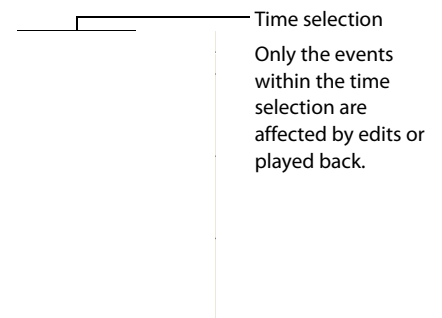 Time selection
Only the events
within the time
selection are
affected by edits or
played back.